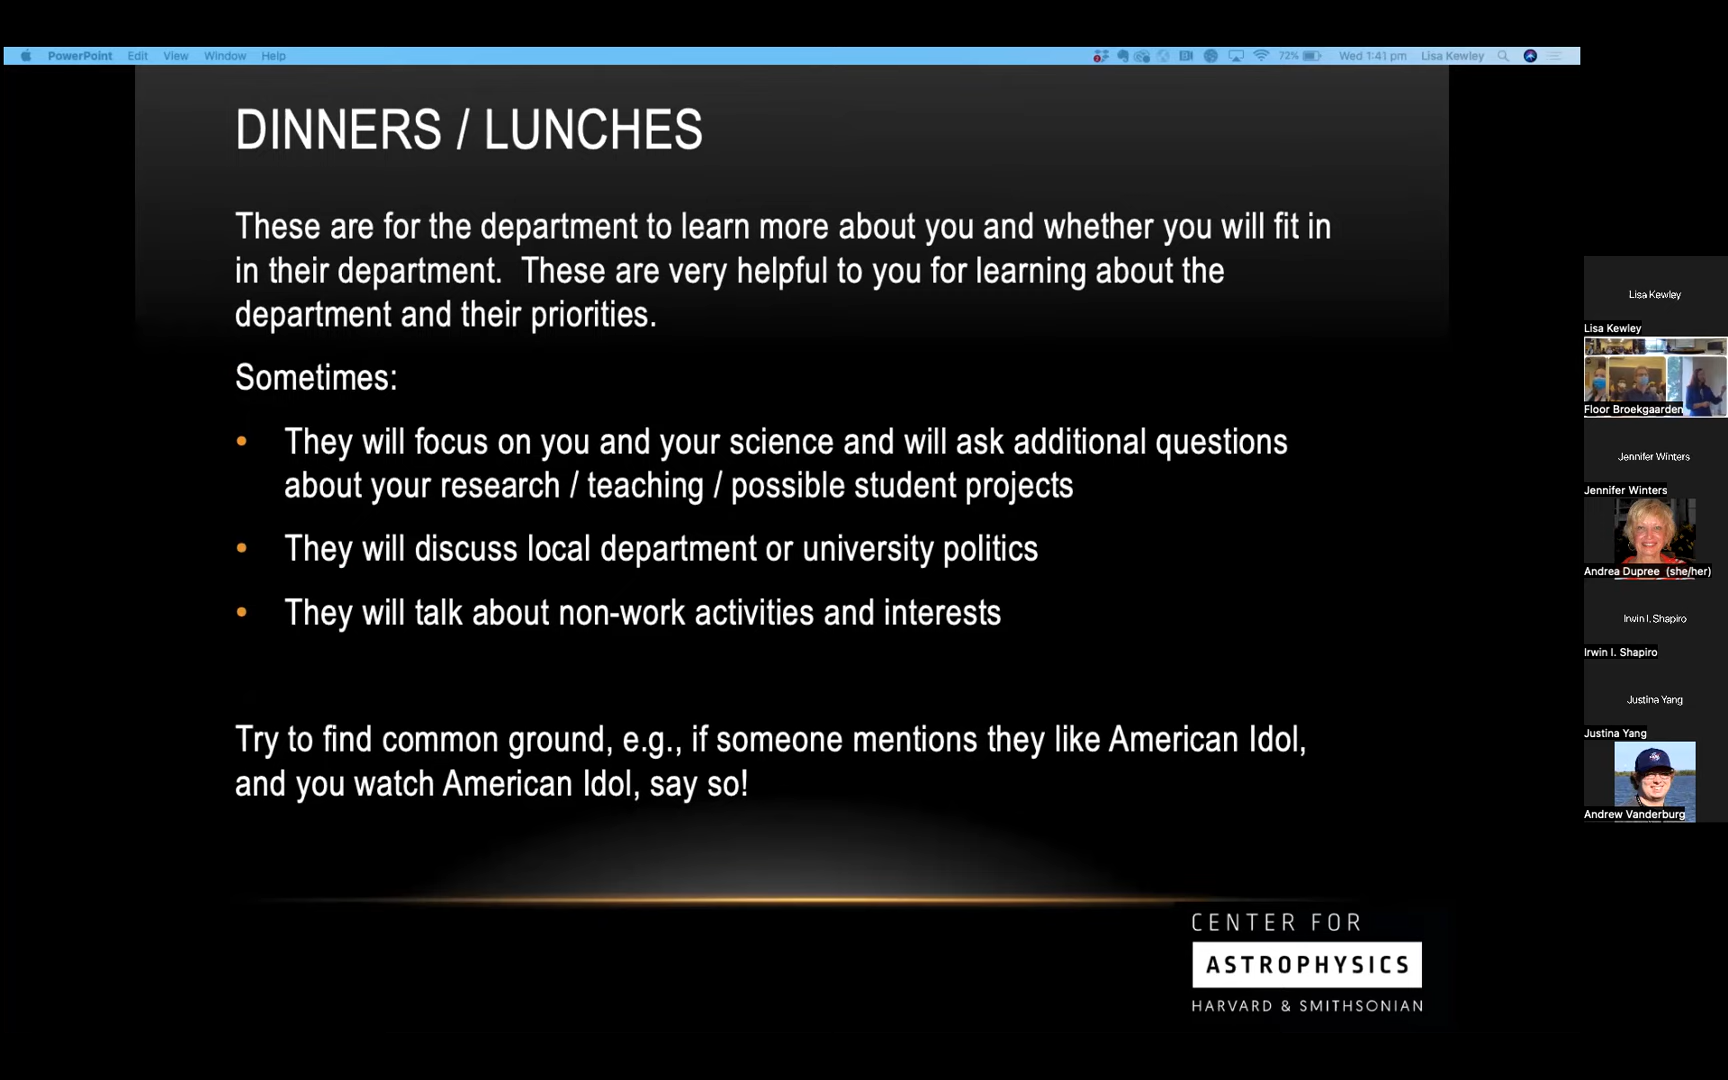 PowerPoint Edit View Window Help 72% Wed 1:41 pm Lisa Kewley
DINNERS / LUNCHES
These are for the department to learn more about you and whether you will fit in
in their department. These are very helpful to you for learning about the
department and their priorities.
Sometimes:
• They will focus on you and your science and will ask additional questions
about your research / teaching / possible student projects
• They will discuss local department or university politics
• They will talk about non-work activities and interests
Try to find common ground, e.g., if someone mentions they like American Idol,
and you watch American Idol, say so!
CENTER FOR
ASTROPHYSICS
HARVARD & SMITHSONIAN
Lisa Kewley
Lisa Kewley
Floor Broekgaarden
Jennifer Winters
Jennifer Winters
Andrea Dupree (she/her)
Irwin I. Shapiro
Irwin I. Shapiro
Justina Yang
Justina Yang
Andrew Vanderburg